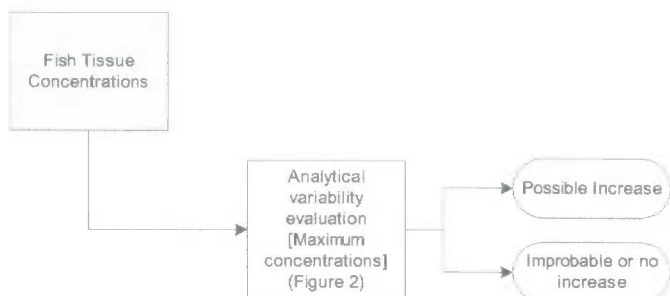 Fish Tissue
Concentrations
Analytical
variability
evaluation
[Maximum
concentrations]
(Figure 2)
Possible Increase
Improbable or no
increase